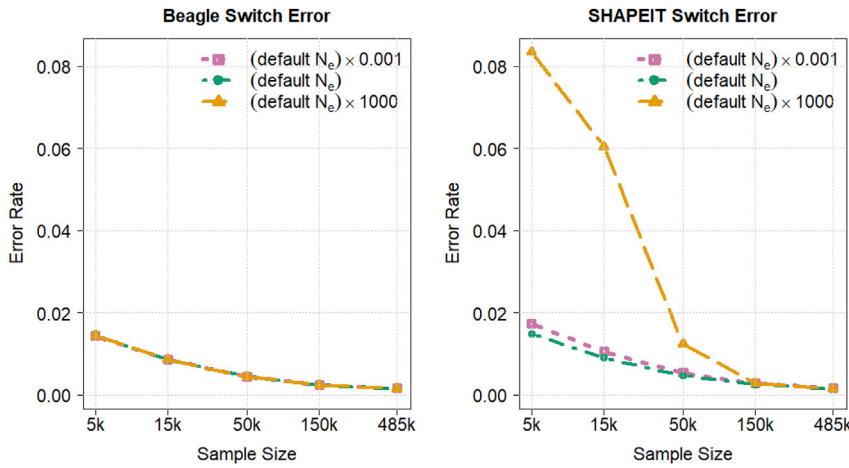 Beagle Switch Error
(default Ne) × 0.001
(default Ne)
(default Ne) × 1000
Error Rate
0.08
0.06
0.04
0.02
0.00
5k 15k 50k 150k 485k
Sample Size
SHAPEIT Switch Error
(default Ne) × 0.001
(default Ne)
(default Ne) × 1000
Error Rate
0.08
0.06
0.04
0.02
0.00
5k 15k 50k 150k 485k
Sample Size